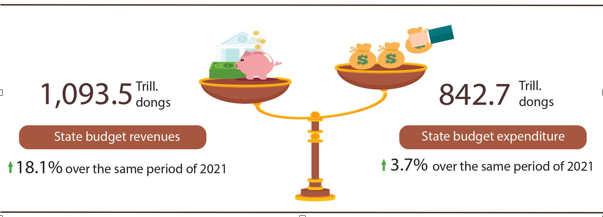 1,093.5 Trill. dongs
State budget revenues
18.1% over the same period of 2021
$ $
842.7 Trill. dongs
State budget expenditure
3.7% over the same period of 2021